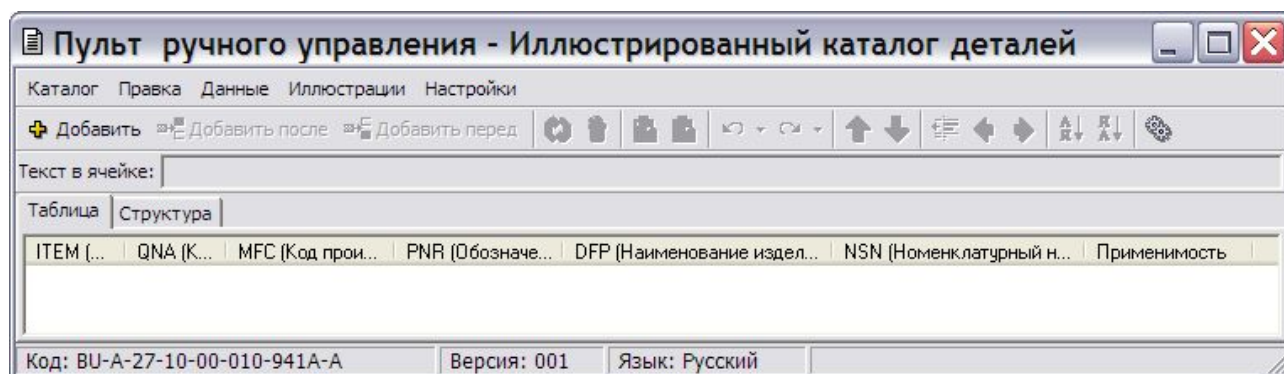 Пульт ручного управления - Иллюстрированный каталог деталей
Каталог Правка Данные Иллюстрации Настройки
Добавить Добавить после Добавить перед
Текст в ячейке:
Таблица Структура
ITEM (... QNA (К... MFC (Код прои... PNR (Обозначе... DFP (Наименование издел... NSN (Номенклатурный н... Применимость
Код: BU-A-27-10-00-010-941A-A Версия: 001 Язык: Русский